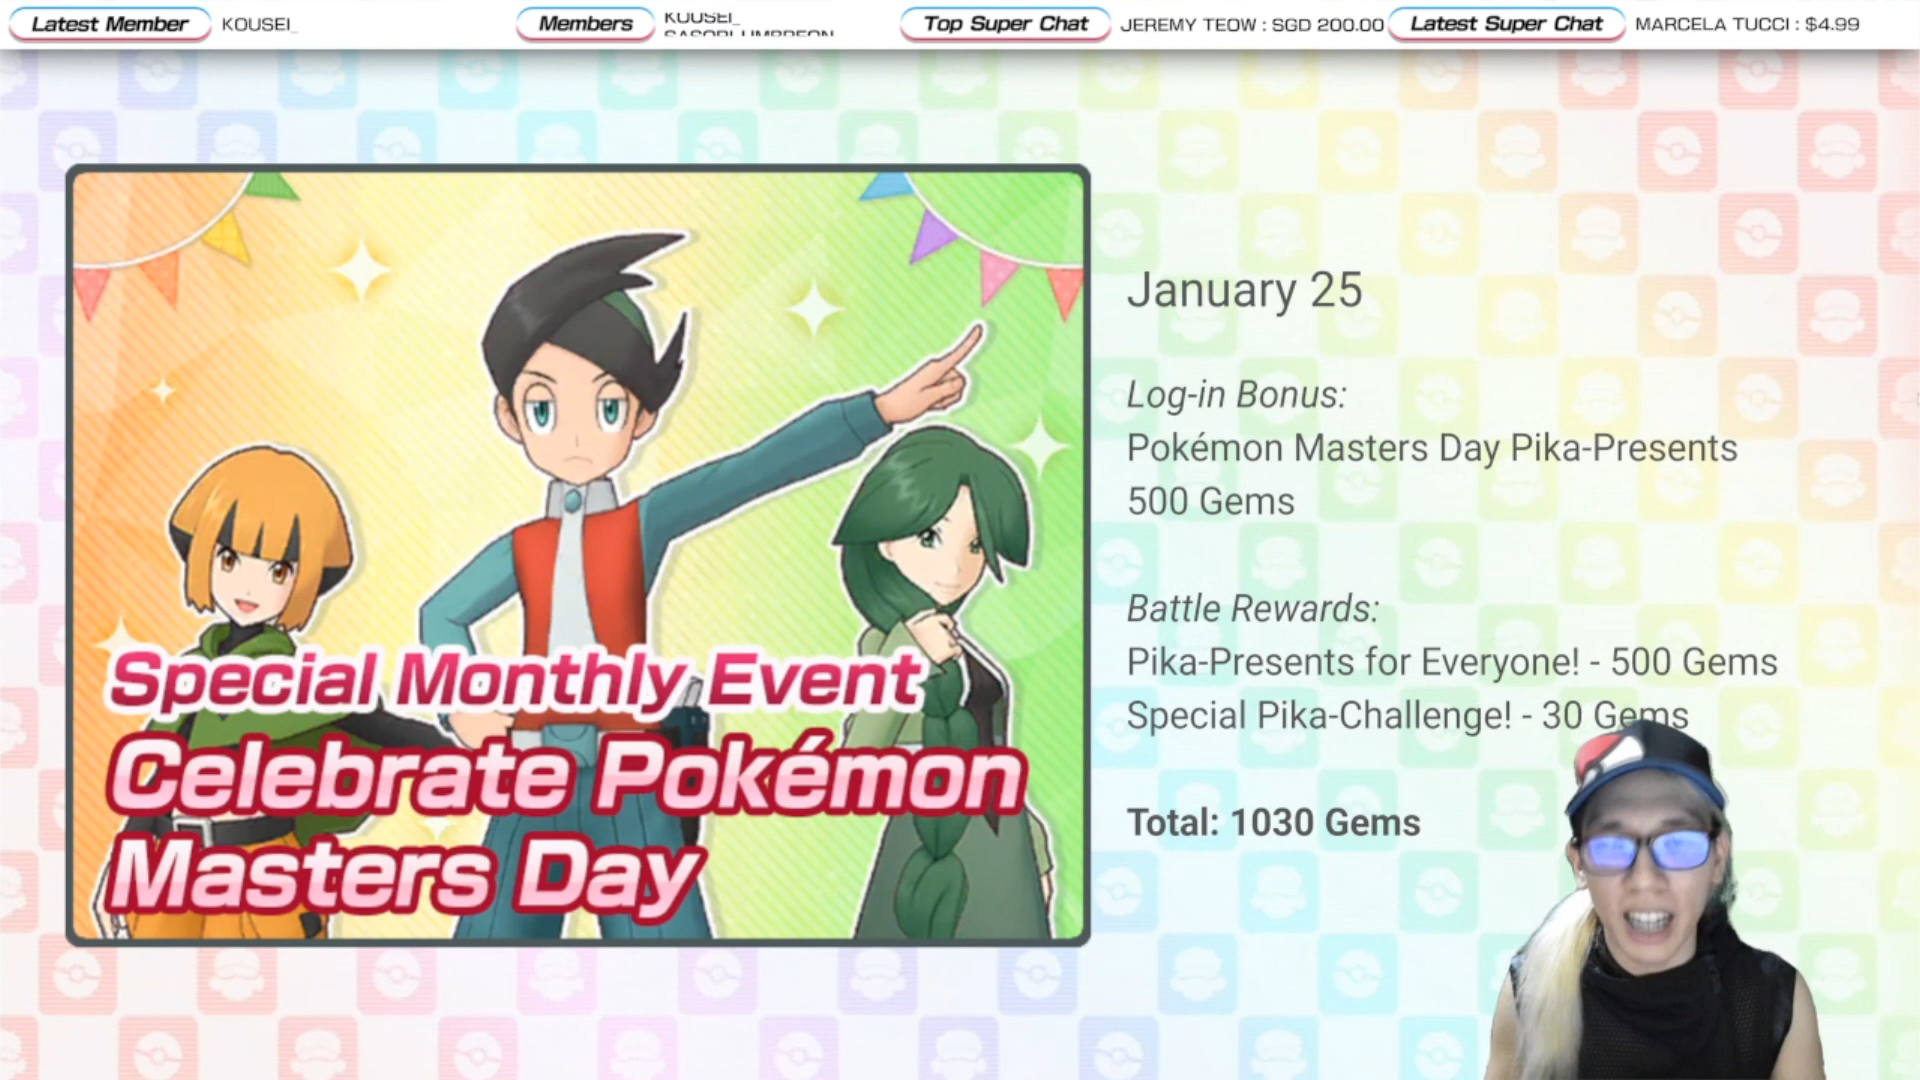 Latest Member KOUSEI_ Members KOUSEI_ Top Super Chat JEREMY TEOW : SGD 200.00 Latest Super Chat MARCELA TUCCI : $4.99
January 25
Log-in Bonus:
Pokémon Masters Day Pika-Presents
500 Gems
Battle Rewards:
Pika-Presents for Everyone! - 500 Gems
Special Pika-Challenge! - 30 Gems
Total: 1030 Gems
Special Monthly Event
Celebrate Pokémon
Masters Day